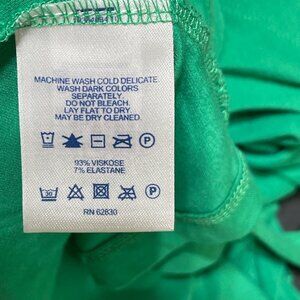 MACHINE WASH COLD DELICATE
WASH DARK COLORS
SEPARATELY.
DO NOT BLEACH.
LAY FLAT TO DRY
MAY BE DRY CLEANED.
P
93% VISKOSE
7% ELASTANE
30
P
RN 62830